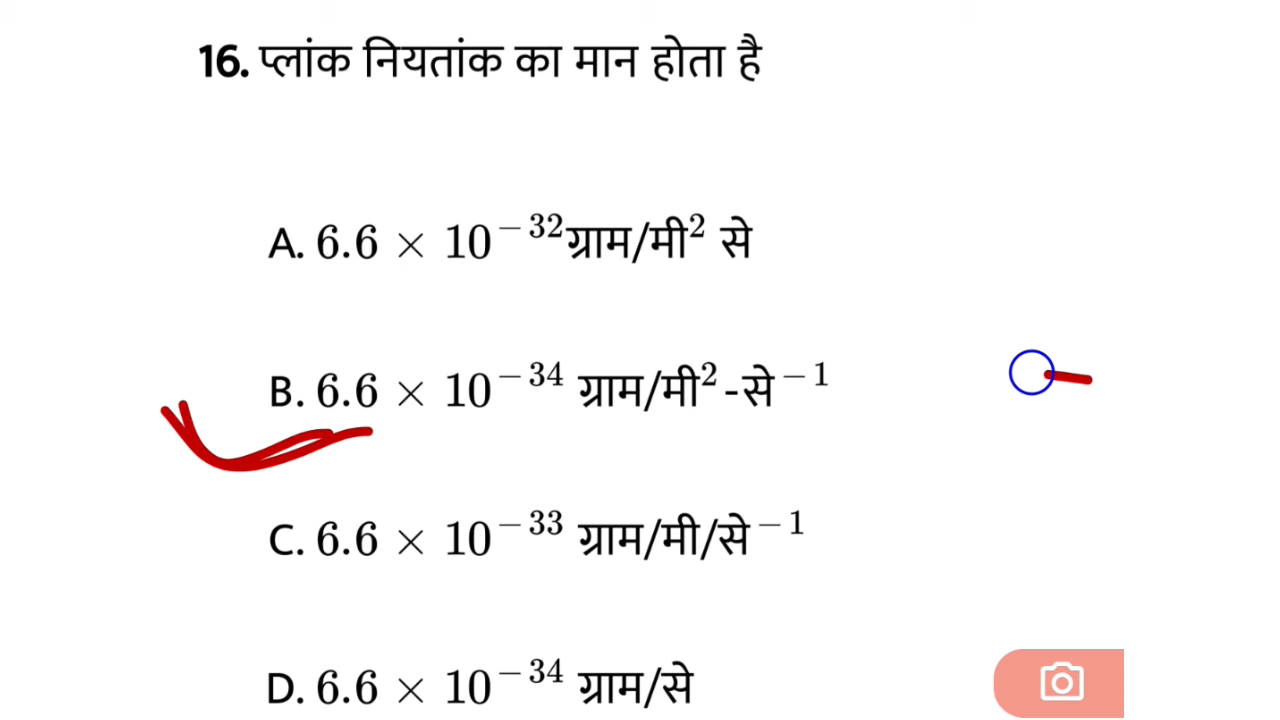 16. प्लांक नियतांक का मान होता है
A. 6.6 × 10⁻³²ग्राम/मी² से
B. 6.6 × 10⁻³⁴ ग्राम/मी²-से⁻¹
C. 6.6 × 10⁻³³ ग्राम/मी/से⁻¹
D. 6.6 × 10⁻³⁴ ग्राम/से